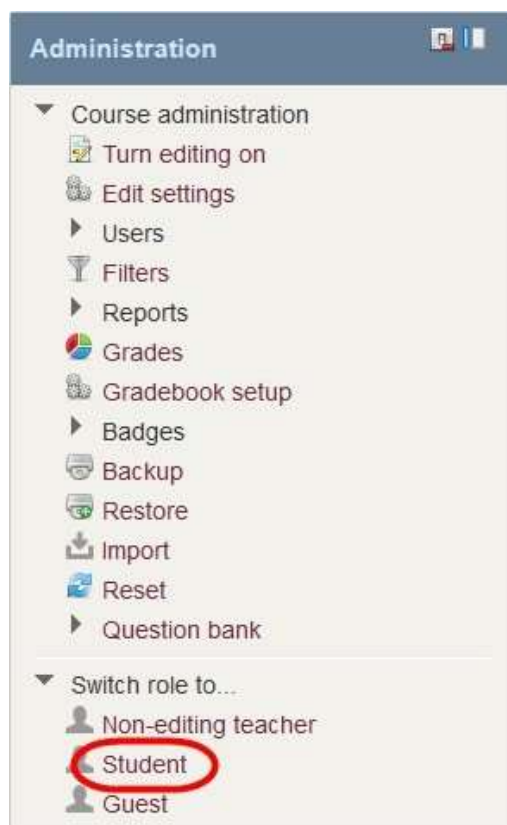 Administration
Course administration
Turn editing on
Edit settings
Users
Filters
Reports
Grades
Gradebook setup
Badges
Backup
Restore
Import
Reset
Question bank
Switch role to...
Non-editing teacher
Student
Guest